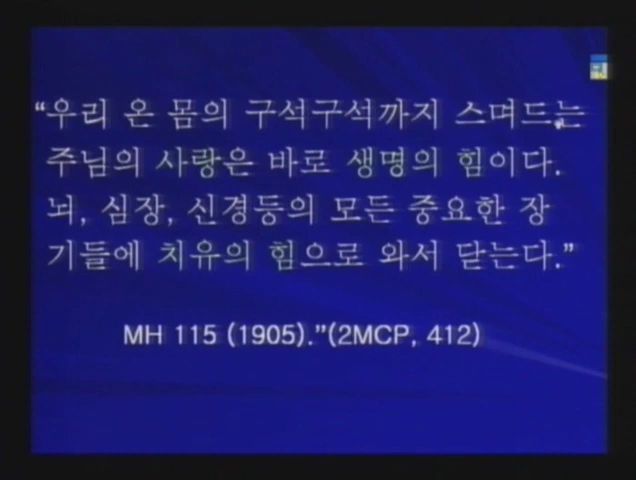 “우리 온 몸의 구석구석까지 스며드는
주님의 사랑은 바로 생명의 힘이다.
뇌, 심장, 신경등의 모든 중요한 장
기들에 치유의 힘으로 와서 닫는다.”
MH 115 (1905).”(2MCP, 412)